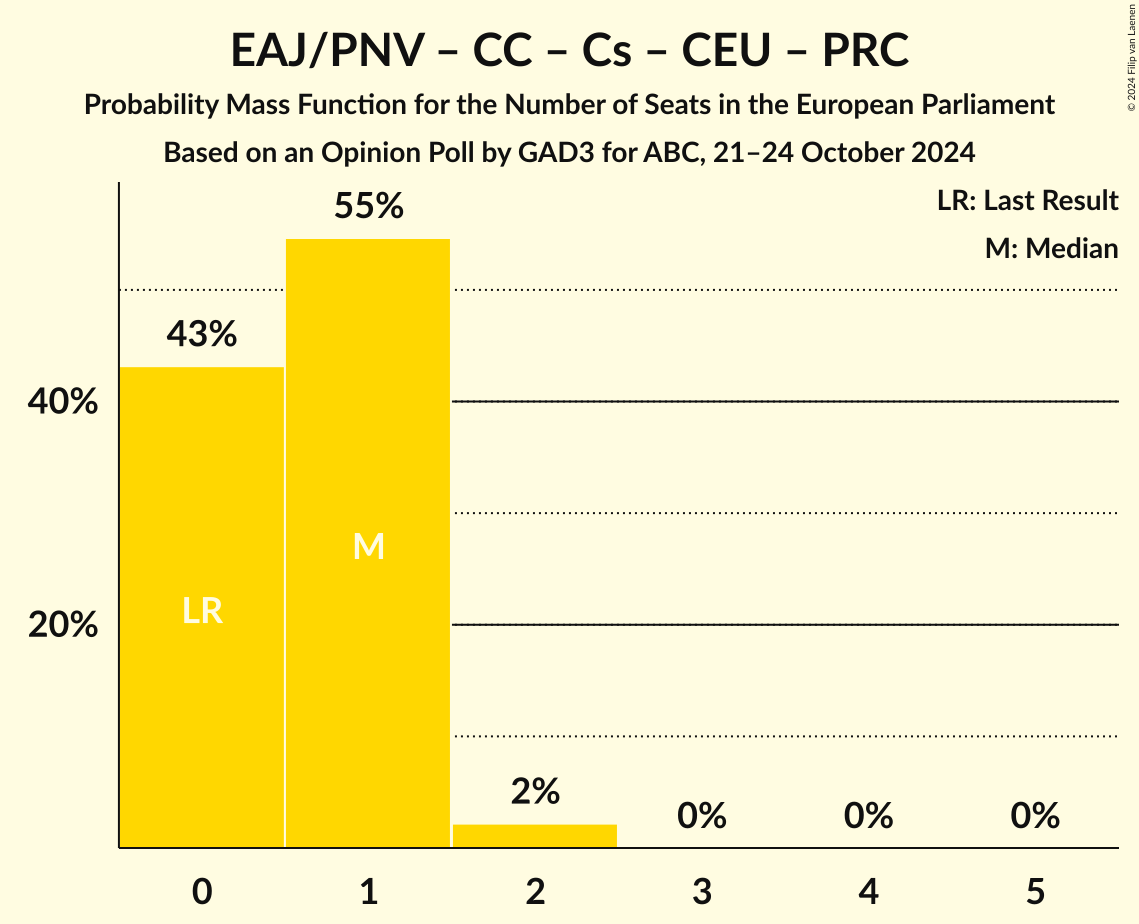 EAJ/PNV – CC – Cs – CEU – PRC
Probability Mass Function for the Number of Seats in the European Parliament
Based on an Opinion Poll by GAD3 for ABC, 21–24 October 2024
© 2024 Filip van Laenen
LR: Last Result
M: Median
55%
43%
40%
M
LR
20%
2%
0% 0% 0%
0 1 2 3 4 5